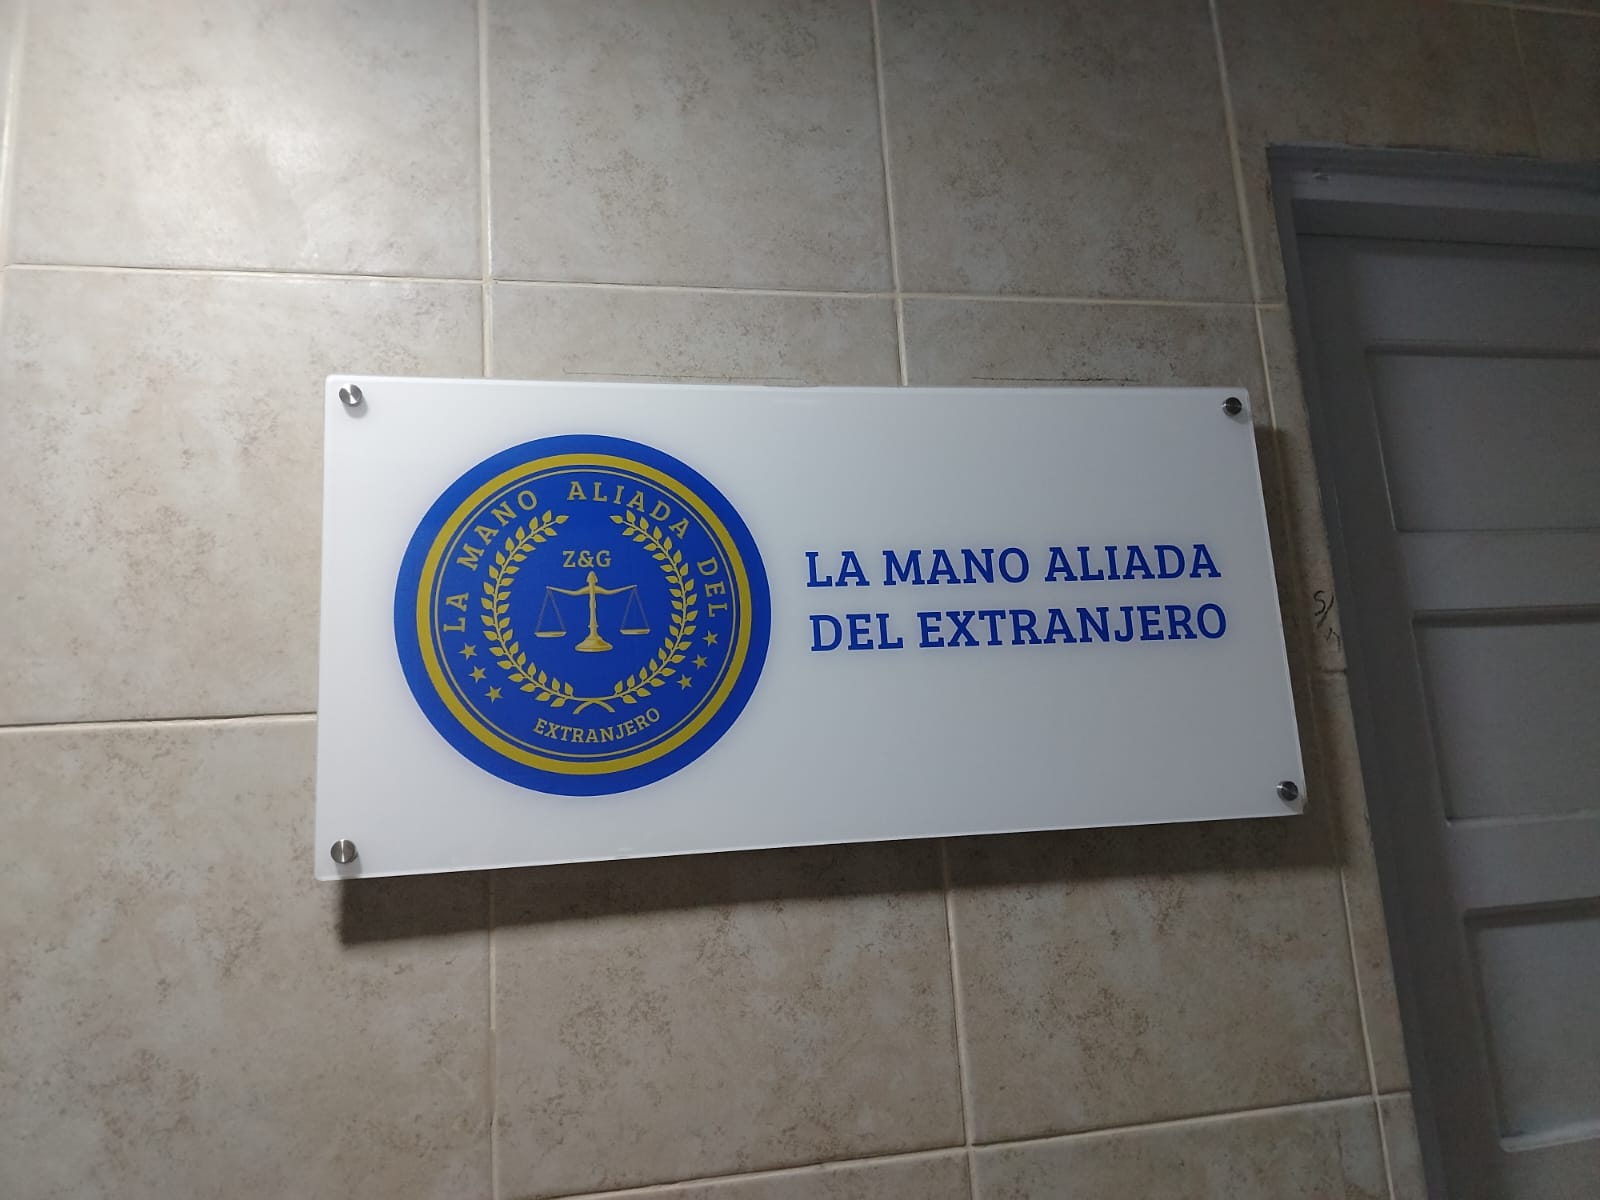 LA MANO ALIADA DEL
Z&G
EXTRANJERO
LA MANO ALIADA
DEL EXTRANJERO